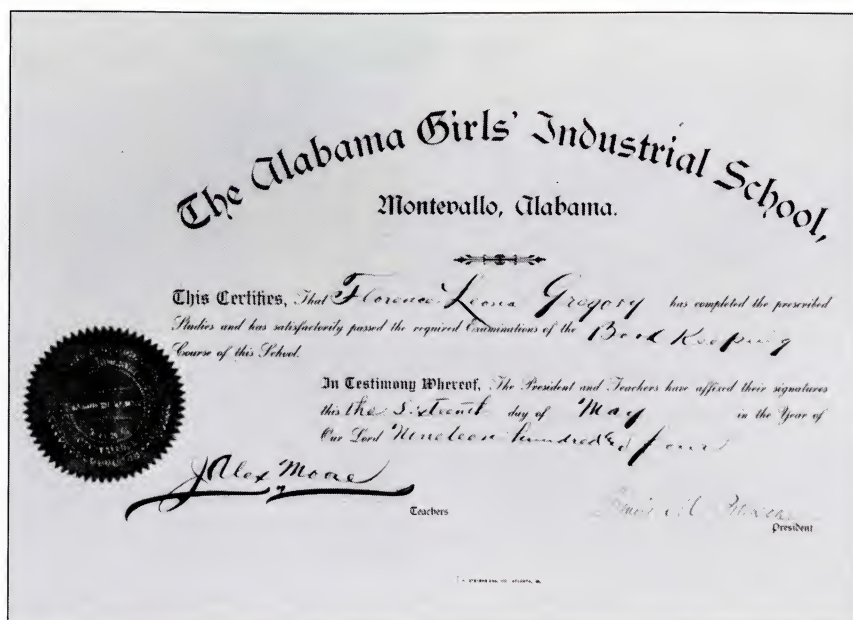 The Alabama Girls' Industrial School,
Montevallo, Alabama.
This Certifies, That Florence Leona Gregory has completed the prescribed
Studies and has satisfactorily passed the required Examinations of the Book Keeping
Course of this School.
In Testimony Whereof, The President and Teachers have affixed their signatures
this the Sixteenth day of May in the Year of
Our Lord Nineteen hundred & four
J Alex Moore
Teachers
President